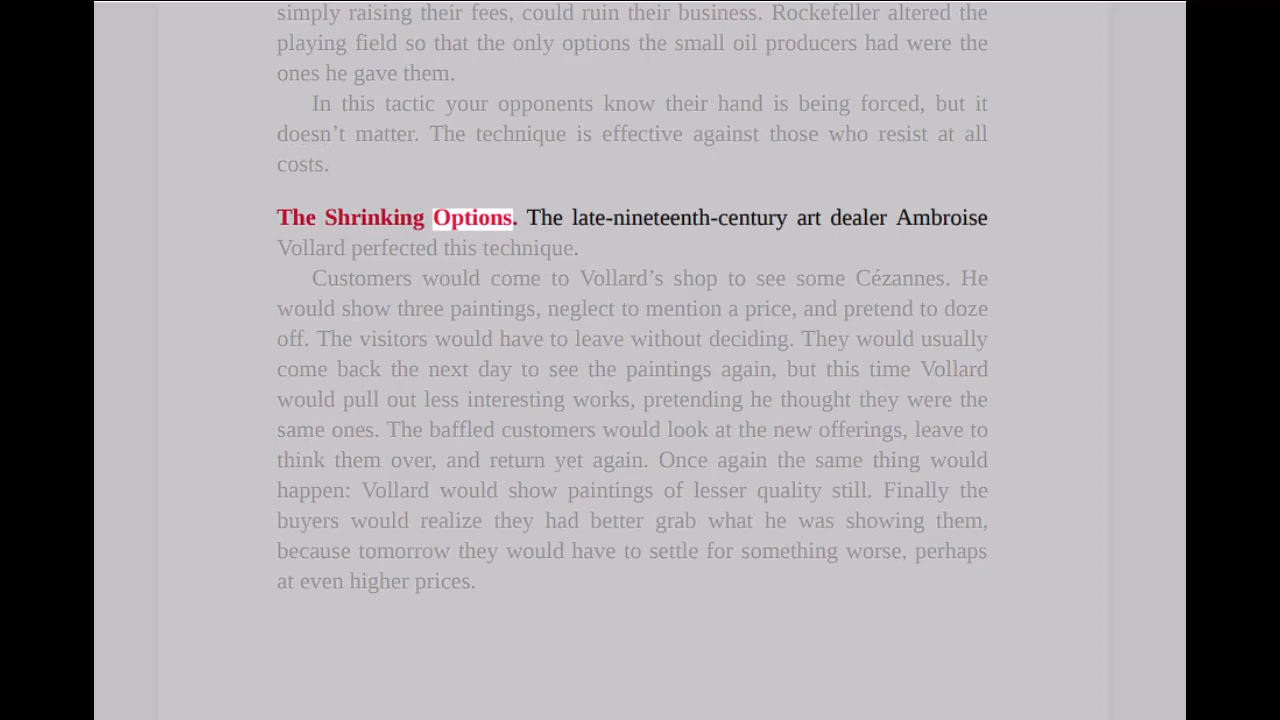 simply raising their fees, could ruin their business. Rockefeller altered the
playing field so that the only options the small oil producers had were the
ones he gave them.
In this tactic your opponents know their hand is being forced, but it
doesn’t matter. The technique is effective against those who resist at all
costs.
The Shrinking Options. The late-nineteenth-century art dealer Ambroise
Vollard perfected this technique.
Customers would come to Vollard’s shop to see some Cézannes. He
would show three paintings, neglect to mention a price, and pretend to doze
off. The visitors would have to leave without deciding. They would usually
come back the next day to see the paintings again, but this time Vollard
would pull out less interesting works, pretending he thought they were the
same ones. The baffled customers would look at the new offerings, leave to
think them over, and return yet again. Once again the same thing would
happen: Vollard would show paintings of lesser quality still. Finally the
buyers would realize they had better grab what he was showing them,
because tomorrow they would have to settle for something worse, perhaps
at even higher prices.